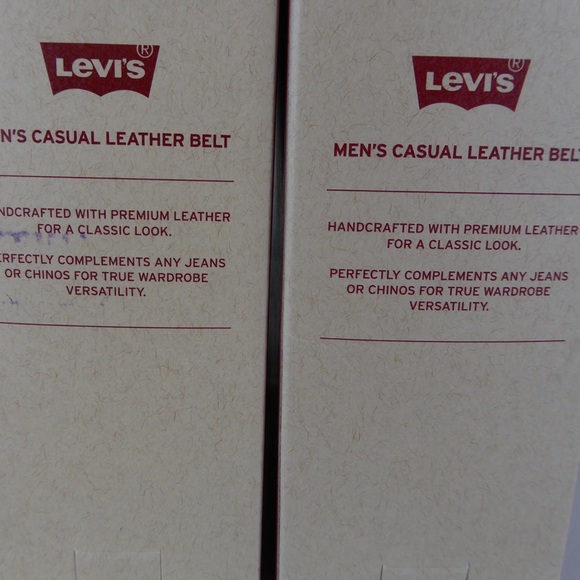 LEVI'S®
N'S CASUAL LEATHER BELT
NDCRAFTED WITH PREMIUM LEATHER
FOR A CLASSIC LOOK.
ERFECTLY COMPLEMENTS ANY JEANS
OR CHINOS FOR TRUE WARDROBE
VERSATILITY.
LEVI'S®
MEN'S CASUAL LEATHER BELT
HANDCRAFTED WITH PREMIUM LEATHER
FOR A CLASSIC LOOK.
PERFECTLY COMPLEMENTS ANY JEANS
OR CHINOS FOR TRUE WARDROBE
VERSATILITY.